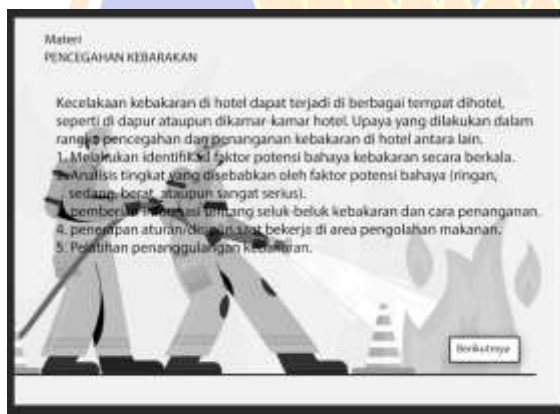 Materi
PENCEGAHAN KEBARAKAN
Kecelakaan kebakaran di hotel dapat terjadi di berbagai tempat dihotel,
seperti di dapur ataupun dikamar-kamar hotel. Upaya yang dilakukan dalam
rangka pencegahan dan penanganan kebakaran di hotel antara lain.
1. Melakukan identifikasi faktor potensi bahaya kebakaran secara berkala.
2. Analisis tingkat yang disebabkan oleh faktor potensi bahaya (ringan,
sedang, berat, ataupun sangat serius).
3. pemberian informasi tentang seluk-beluk kebakaran dan cara penanganan.
4. penerapan aturan/disiplin saat bekerja di area pengolahan makanan.
5. Pelatihan penanggulangan kebakaran.
Berikutnya